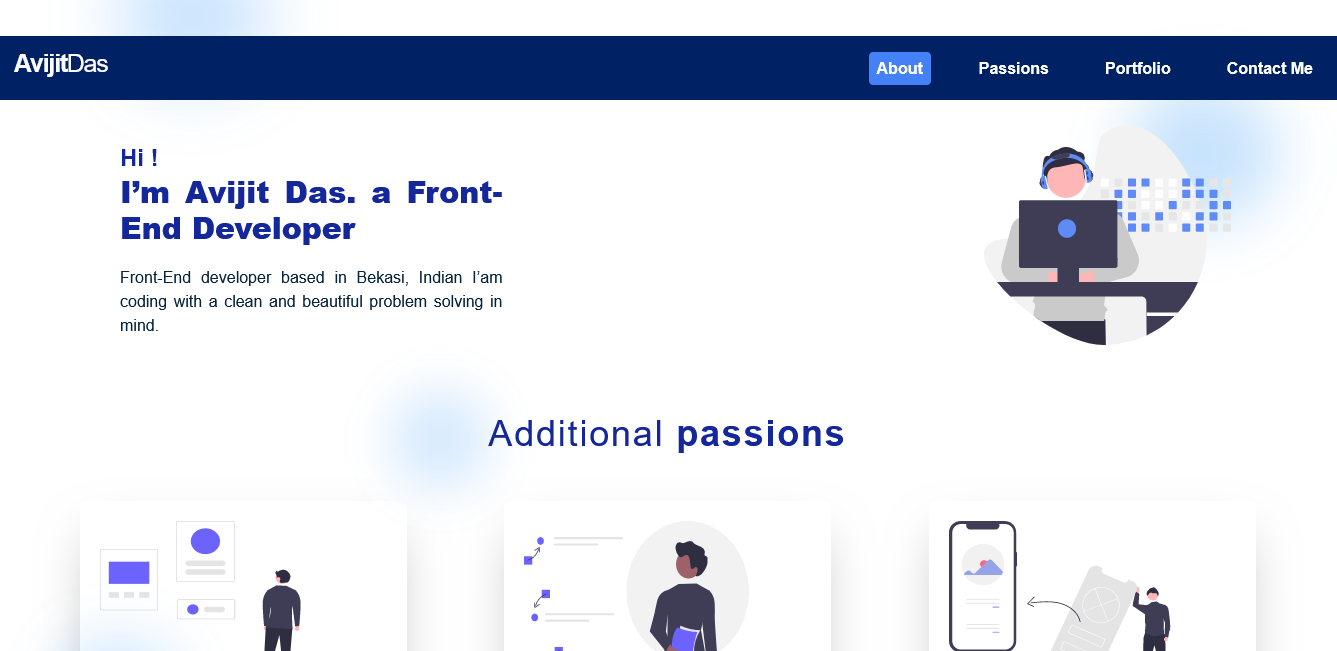 AvijitDas
About
Passions
Portfolio
Contact Me
Hi !
I’m Avijit Das. a Front-
End Developer
Front-End developer based in Bekasi, Indian I’am
coding with a clean and beautiful problem solving in
mind.
Additional passions